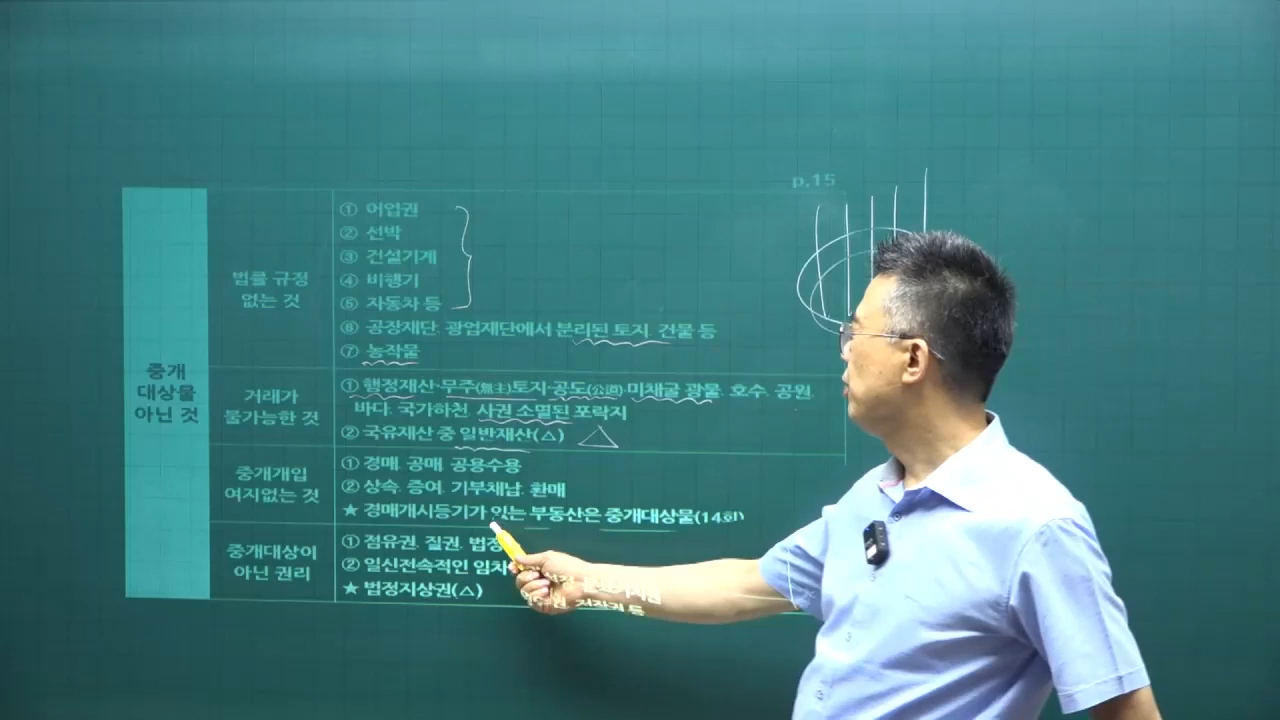 p.15
중개
대상물
아닌 것
법률 규정
없는 것
① 어업권
② 선박
③ 건설기계
④ 비행기
⑤ 자동차 등
⑥ 공장재단, 광업재단에서 분리된 토지, 건물 등
⑦ 농작물
거래가
불가능한 것
① 행정재산·무주(無主)토지·공도(公道)·미채굴 광물, 호수, 공원,
바다, 국가하천, 사권 소멸된 포락지
② 국유재산 중 일반재산(△) △
중개개입
여지없는 것
① 경매, 공매, 공용수용
② 상속, 증여, 기부채납, 환매
★ 경매개시등기가 있는 부동산은 중개대상물(14회)
중개대상이
아닌 권리
① 점유권, 질권, 법정
② 일신전속적인 임차
★ 법정지상권(△)